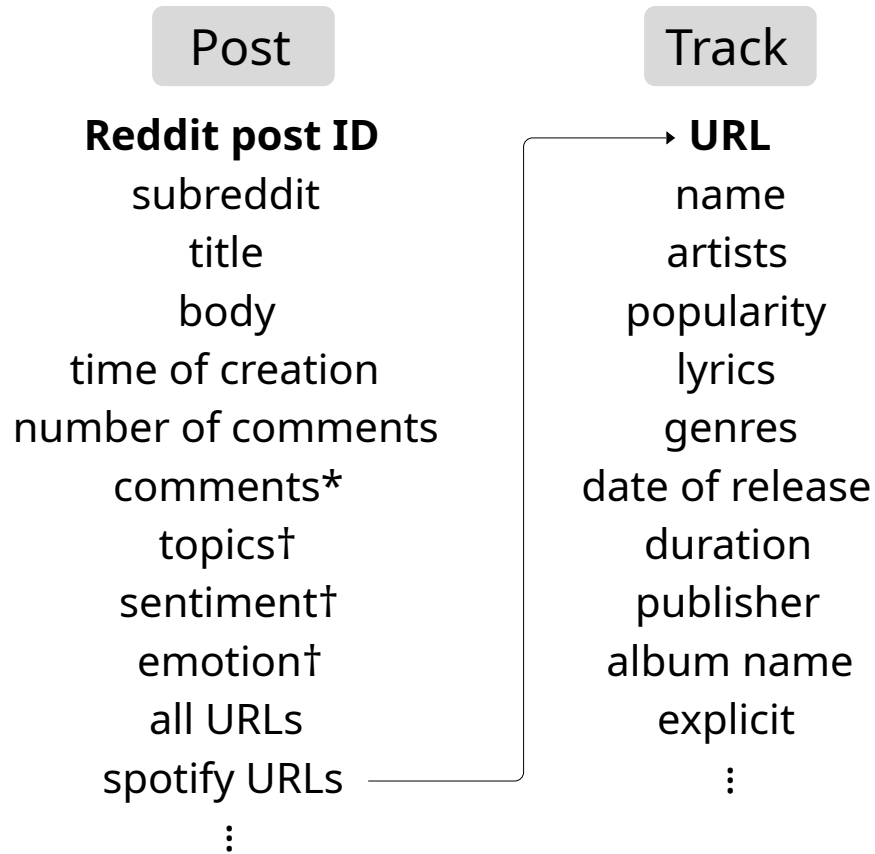 Post
Reddit post ID
subreddit
title
body
time of creation
number of comments
comments*
topics†
sentiment†
emotion†
all URLs
spotify URLs
⋮
Track
URL
name
artists
popularity
lyrics
genres
date of release
duration
publisher
album name
explicit
⋮